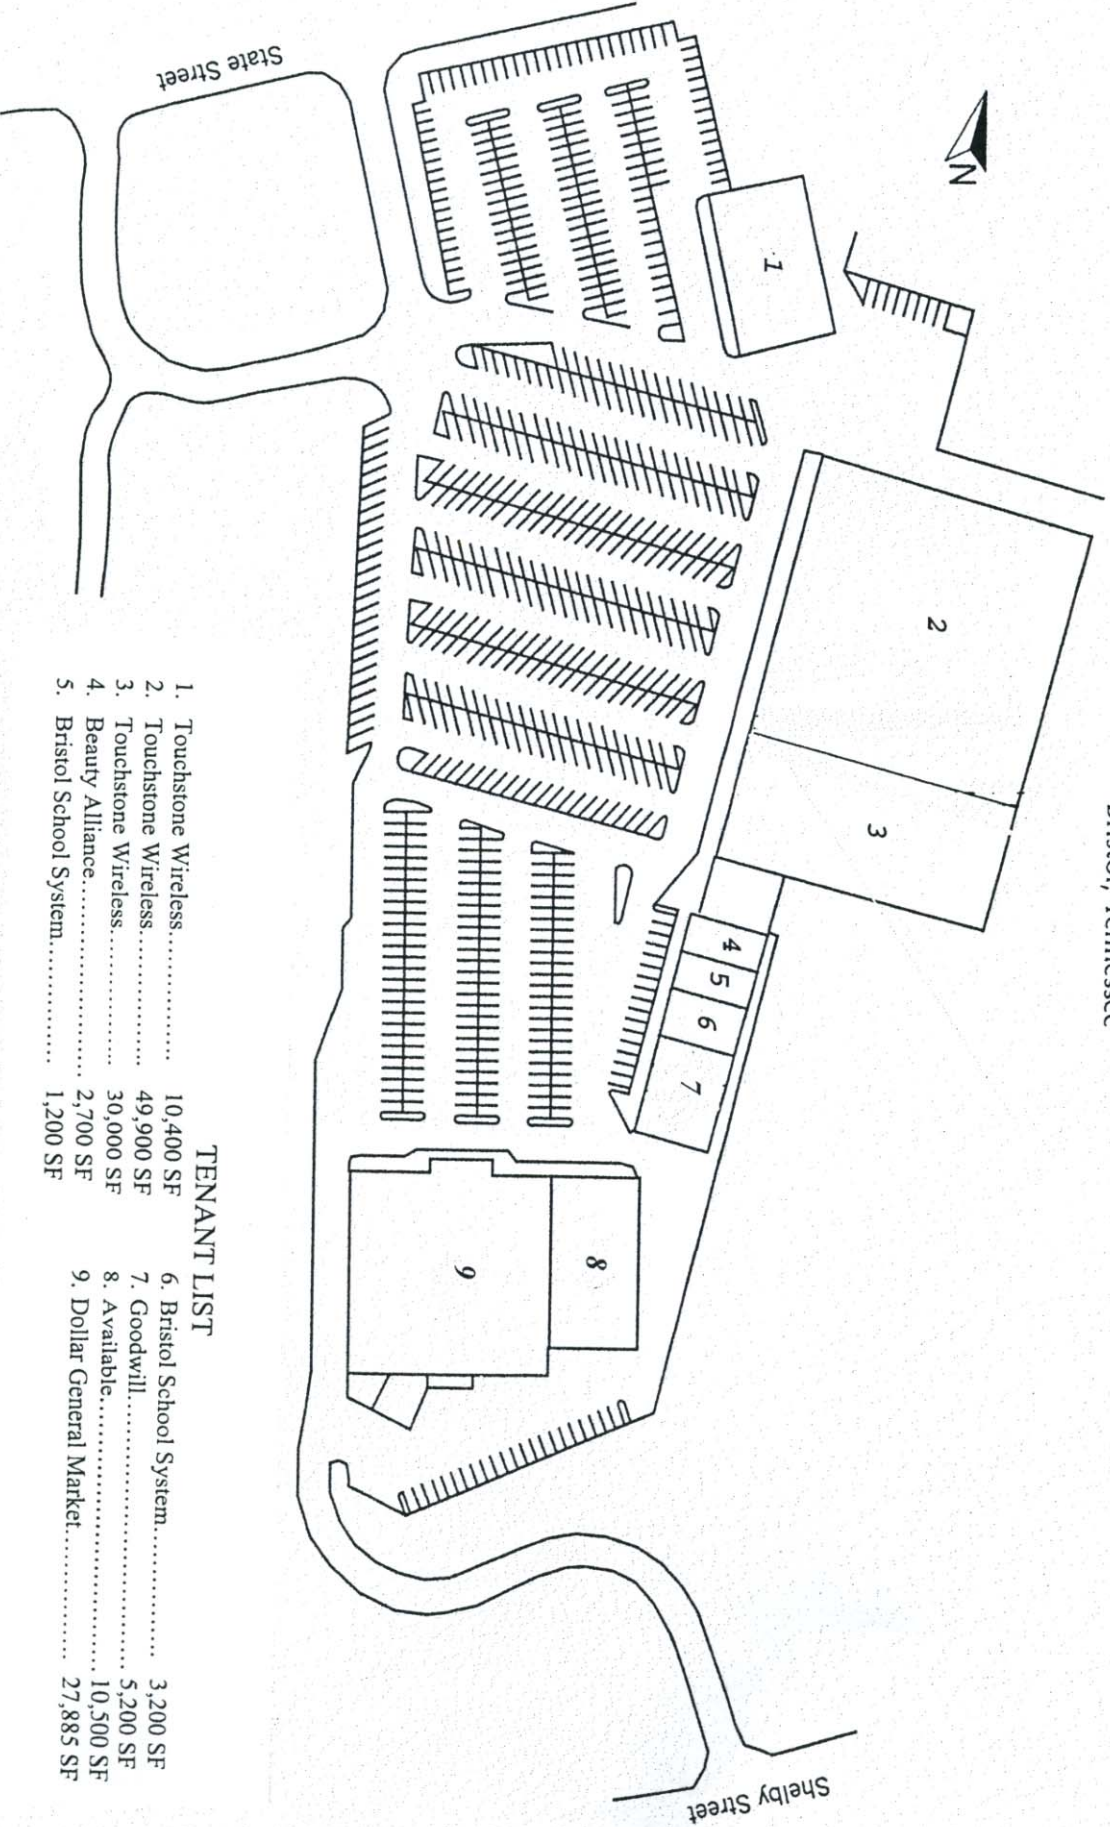 Bristol, Tennessee
N
State Street
Shelby Street
1
2
3
4
5
6
7
8
9
TENANT LIST
1. Touchstone Wireless................ 10,400 SF
2. Touchstone Wireless................ 49,900 SF
3. Touchstone Wireless................ 30,000 SF
4. Beauty Alliance....................... 2,700 SF
5. Bristol School System............... 1,200 SF
6. Bristol School System............... 3,200 SF
7. Goodwill................................ 5,200 SF
8. Available................................ 10,500 SF
9. Dollar General Market.............. 27,885 SF